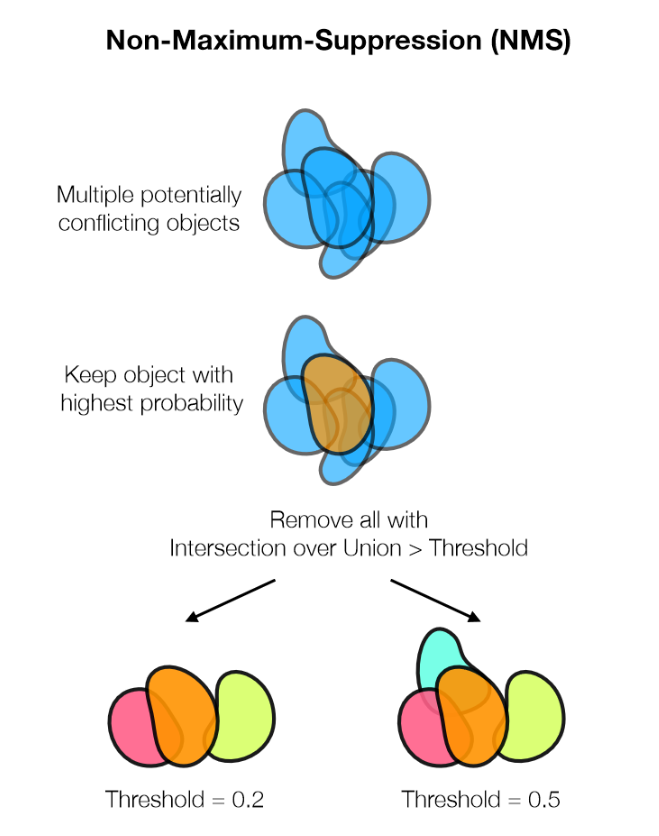 Non-Maximum-Suppression (NMS)
Multiple potentially
conflicting objects
Keep object with
highest probability
Remove all with
Intersection over Union > Threshold
Threshold = 0.2
Threshold = 0.5